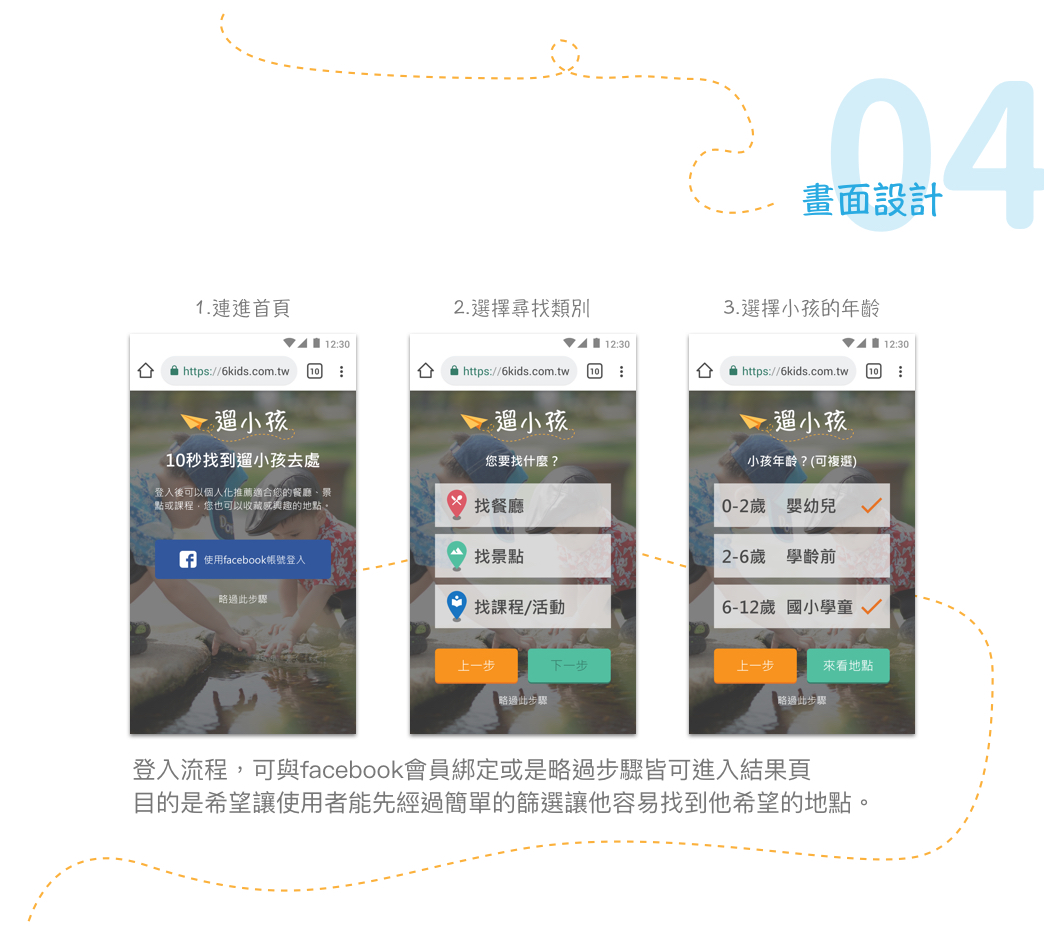 04
畫面設計
1.連進首頁
12:30
https://6kids.com.tw
10
遛小孩
10秒找到遛小孩去處
登入後可以個人化推薦適合您的餐廳、景
點或課程，您也可以收藏感興趣的地點。
使用facebook帳號登入
略過此步驟
2.選擇尋找類別
12:30
https://6kids.com.tw
10
遛小孩
您要找什麼？
找餐廳
找景點
找課程/活動
上一步 下一步
略過此步驟
3.選擇小孩的年齡
12:30
https://6kids.com.tw
10
遛小孩
小孩年齡？(可複選)
0-2歲 嬰幼兒
2-6歲 學齡前
6-12歲 國小學童
上一步 來看地點
略過此步驟
登入流程，可與facebook會員綁定或是略過步驟皆可進入結果頁
目的是希望讓使用者能先經過簡單的篩選讓他容易找到他希望的地點。